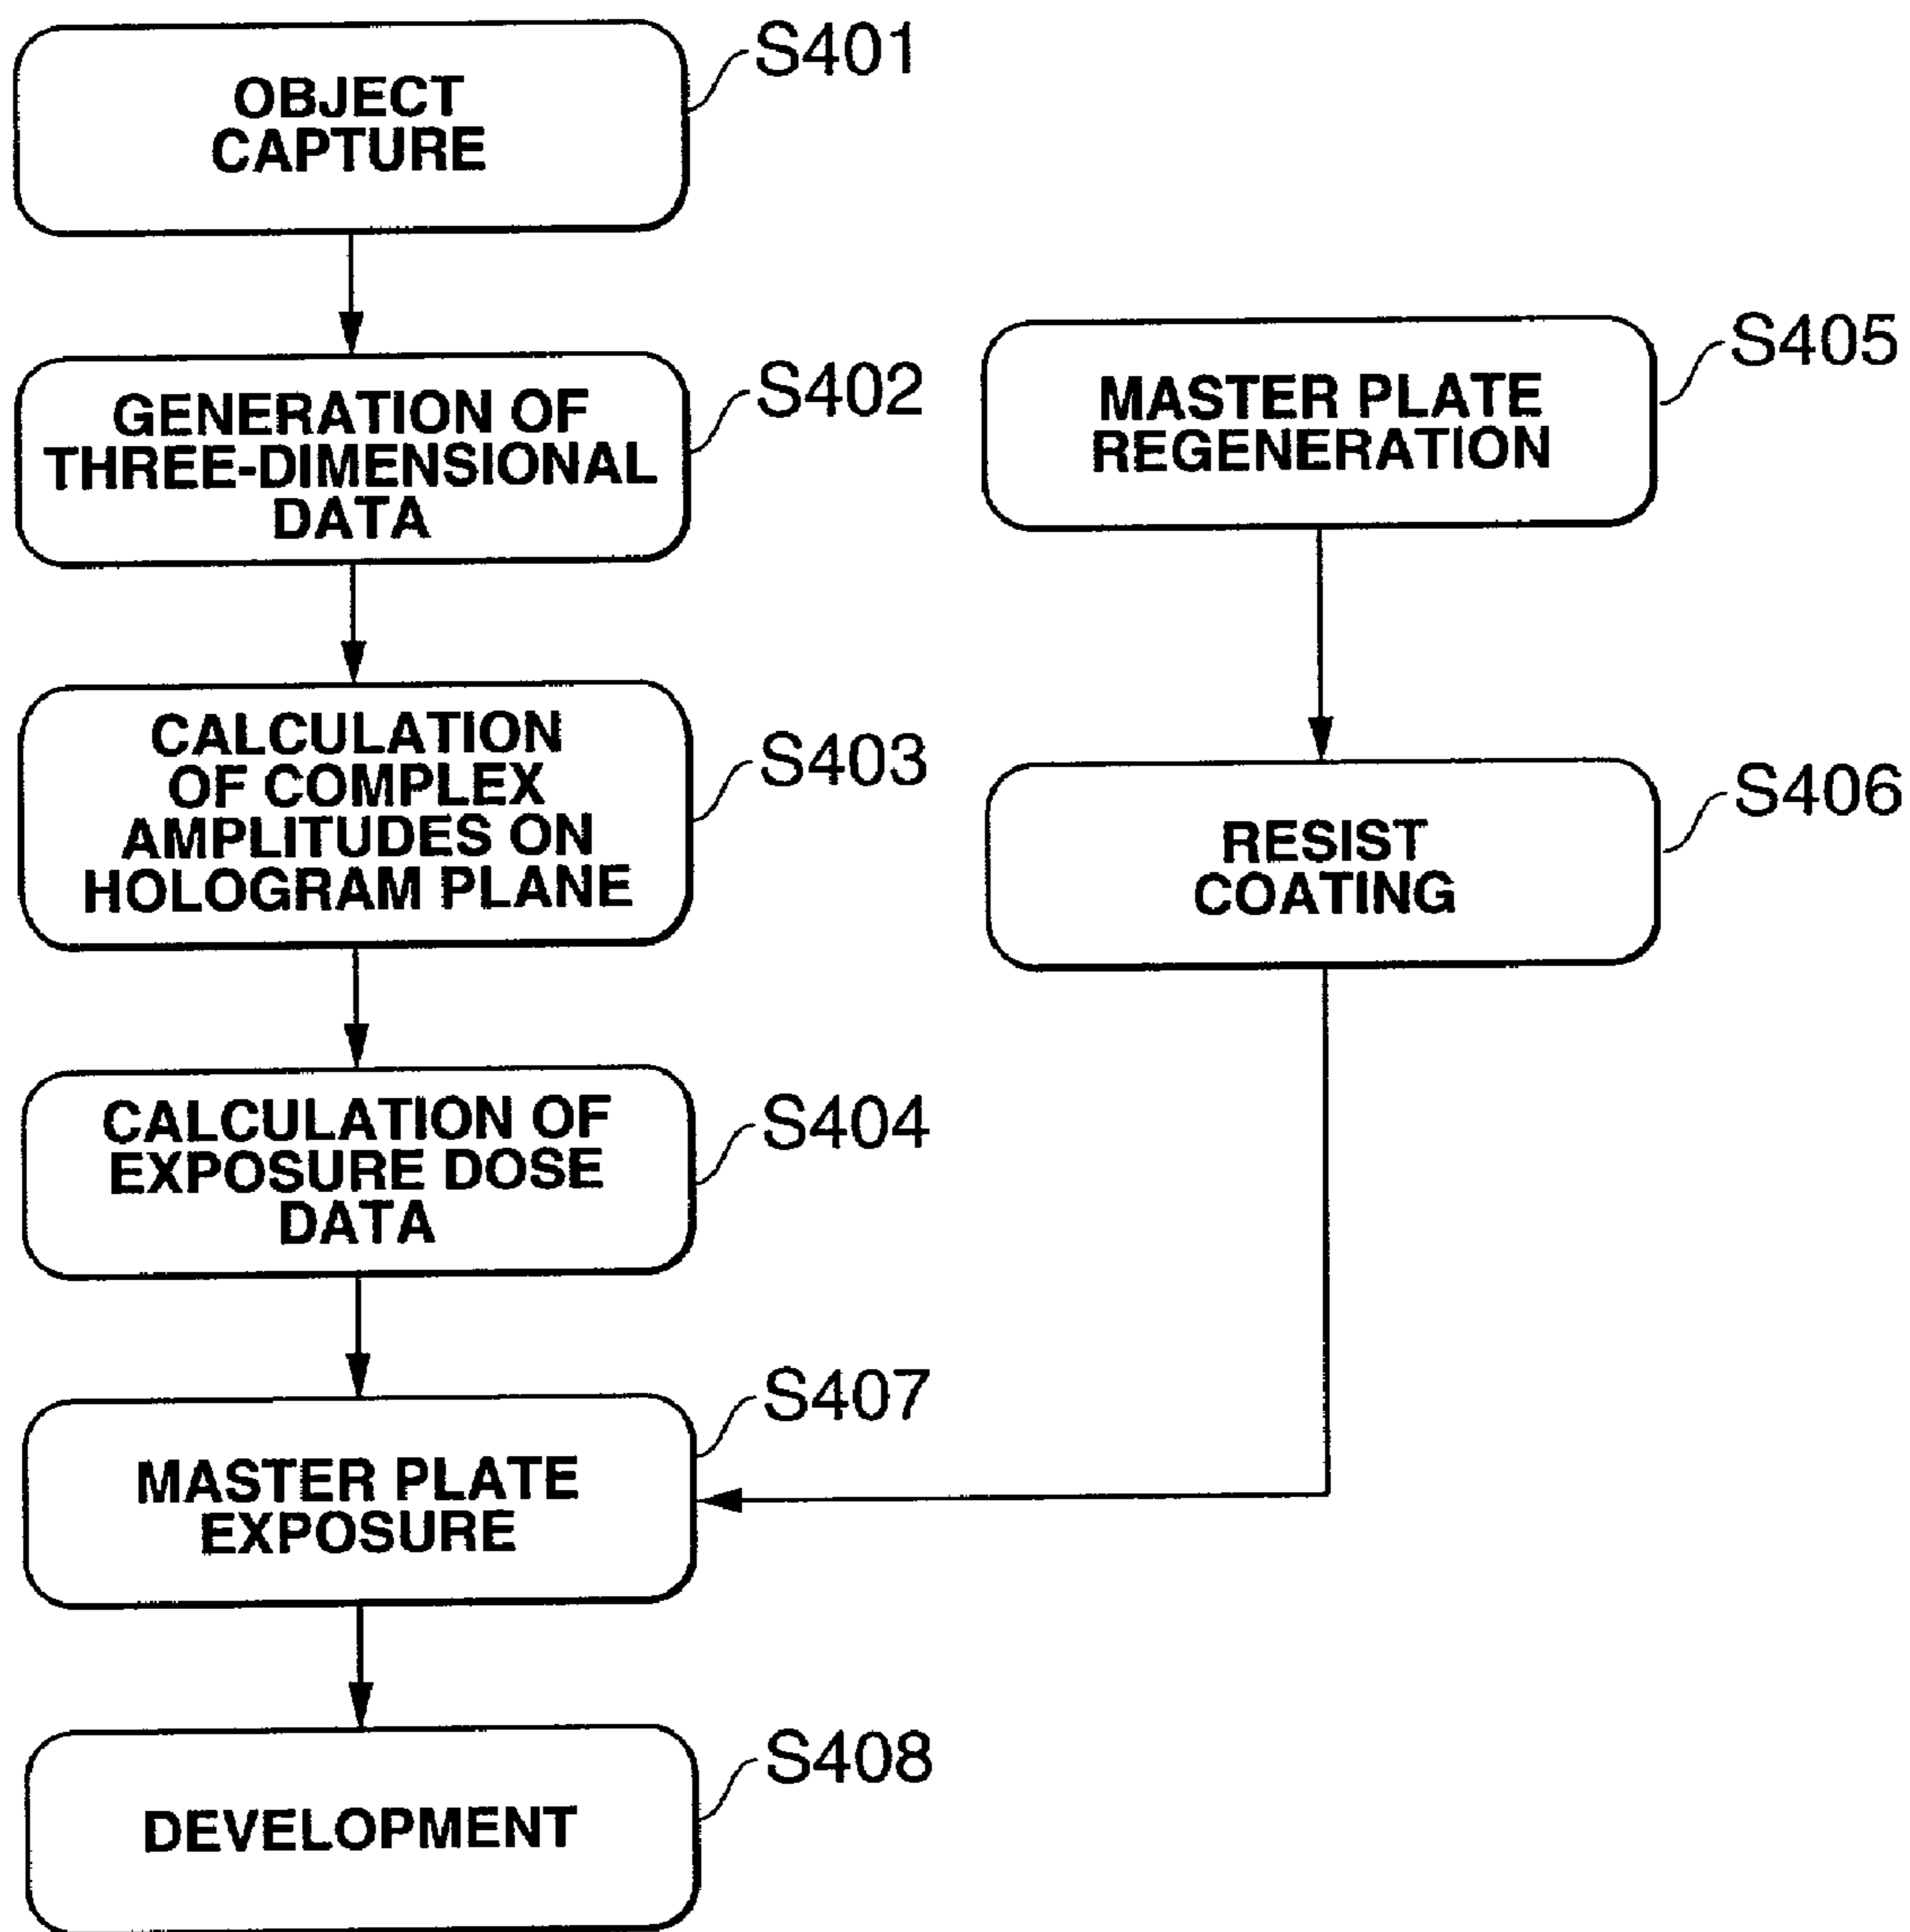 OBJECT
CAPTURE
S401
GENERATION OF
THREE-DIMENSIONAL
DATA
S402
CALCULATION
OF COMPLEX
AMPLITUDES ON
HOLOGRAM PLANE
S403
CALCULATION OF
EXPOSURE DOSE
DATA
S404
MASTER PLATE
REGENERATION
S405
RESIST
COATING
S406
MASTER PLATE
EXPOSURE
S407
DEVELOPMENT
S408